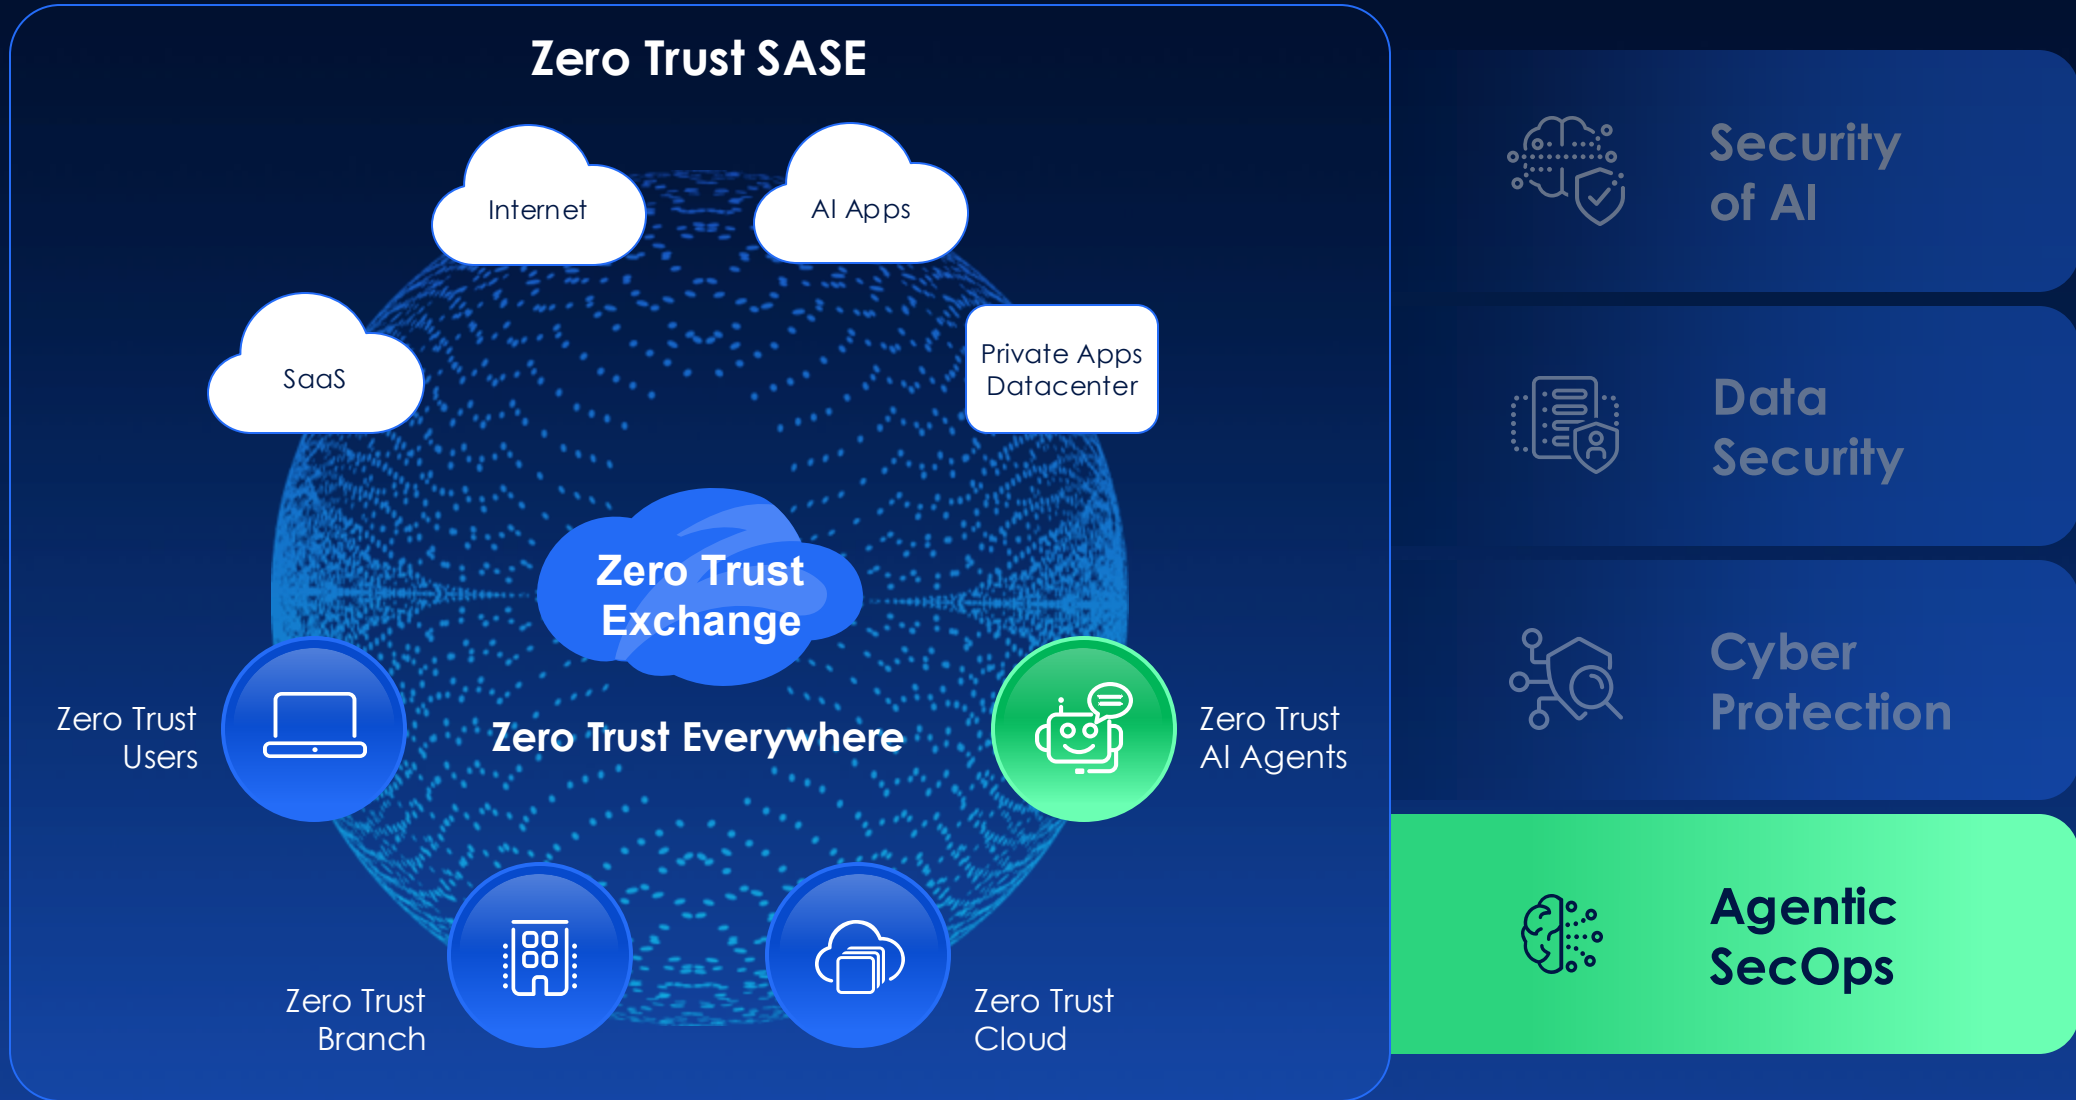 Zero Trust SASE
Internet
AI Apps
SaaS
Private Apps
Datacenter
Zero Trust
Exchange
Zero Trust Everywhere
Zero Trust
Users
Zero Trust
AI Agents
Zero Trust
Branch
Zero Trust
Cloud
Security
of AI
Data
Security
Cyber
Protection
Agentic
SecOps